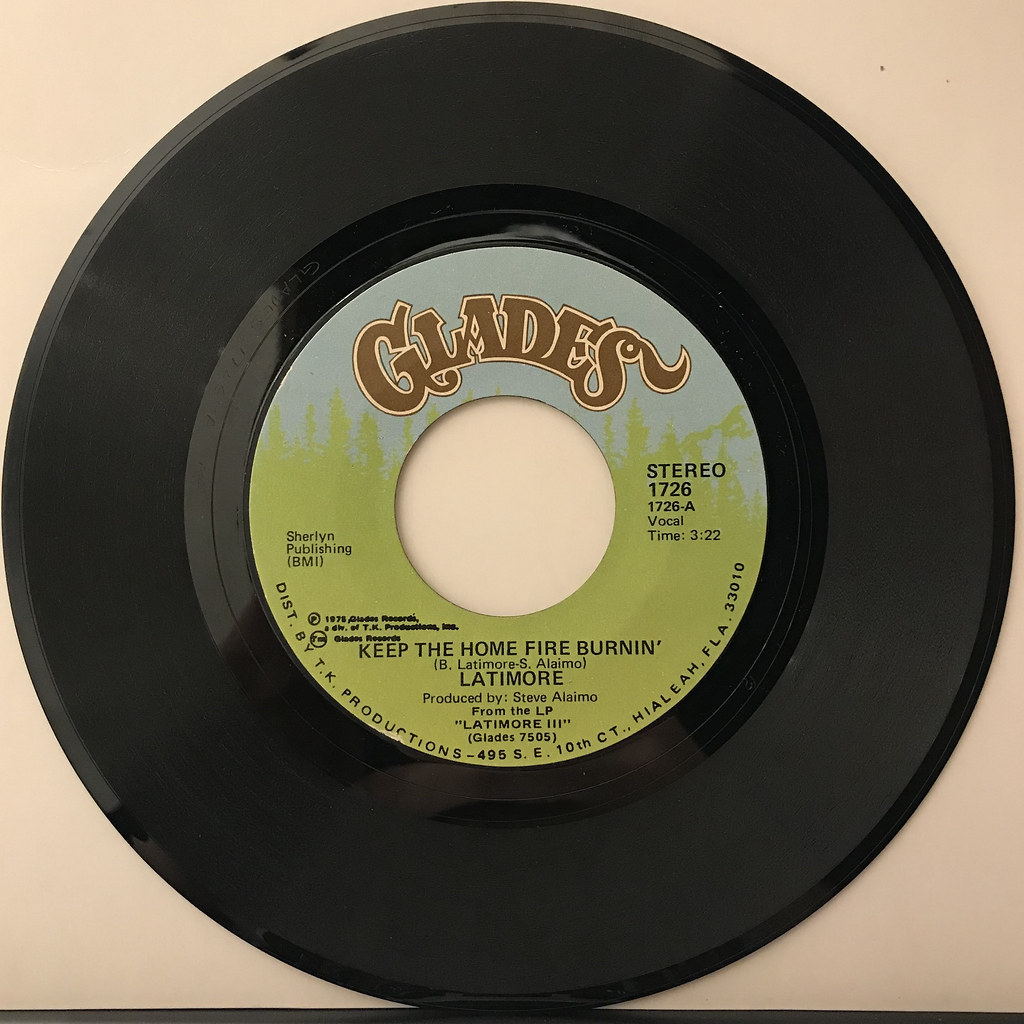 GLADES
STEREO
1726
1726-A
Vocal
Time: 3:22
Sherlyn
Publishing
(BMI)
℗ 1975 Glades Records,
a div. of T.K. Productions, Inc.
Tm Glades Records
KEEP THE HOME FIRE BURNIN'
(B. Latimore-S. Alaimo)
LATIMORE
Produced by: Steve Alaimo
From the LP
"LATIMORE III"
(Glades 7505)
DIST. BY T.K. PRODUCTIONS – 495 S. E. 10th CT., HIALEAH, FLA. 33010